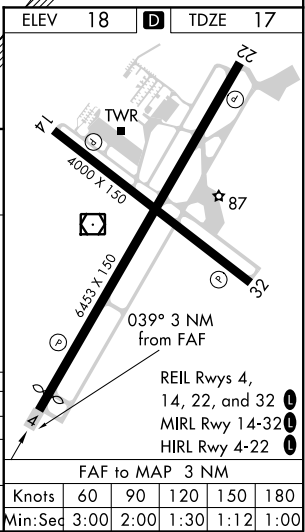 ELEV 18 D TDZE 17
22
P
14
TWR
P
4000 X 150
87
P
32
6453 X 150
P
039° 3 NM
from FAF
4
REIL Rwys 4,
14, 22, and 32 L
MIRL Rwy 14-32 L
HIRL Rwy 4-22 L
FAF to MAP 3 NM
Knots 60 90 120 150 180
Min:Sec 3:00 2:00 1:30 1:12 1:00